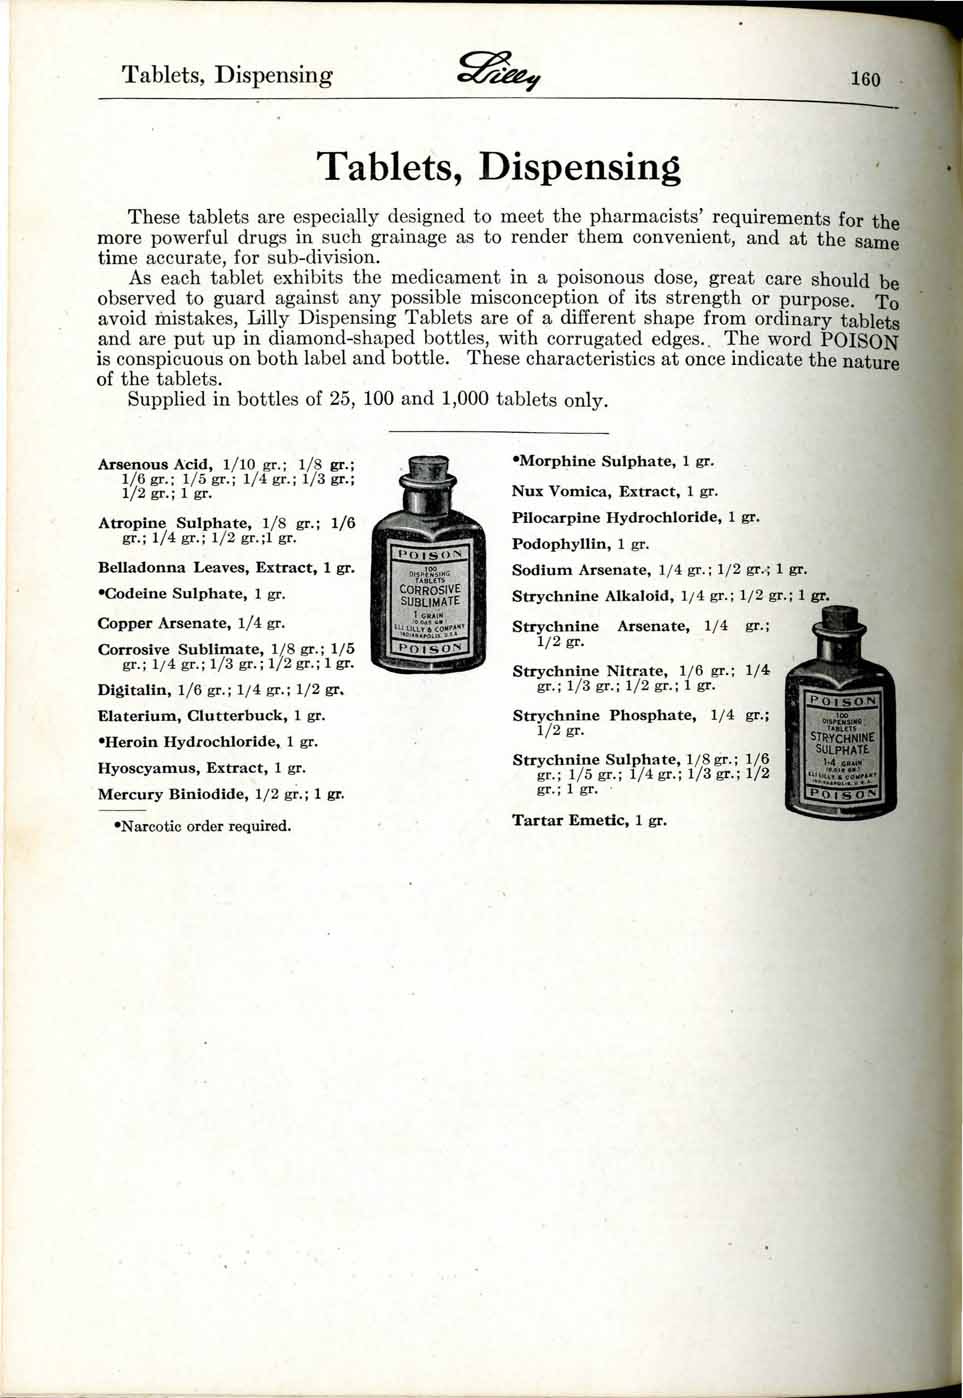 Tablets, Dispensing
Lilly
160
Tablets, Dispensing
These tablets are especially designed to meet the pharmacists' requirements for the
more powerful drugs in such grainage as to render them convenient, and at the same
time accurate, for sub-division.
As each tablet exhibits the medicament in a poisonous dose, great care should be
observed to guard against any possible misconception of its strength or purpose. To
avoid mistakes, Lilly Dispensing Tablets are of a different shape from ordinary tablets
and are put up in diamond-shaped bottles, with corrugated edges. The word POISON
is conspicuous on both label and bottle. These characteristics at once indicate the nature
of the tablets.
Supplied in bottles of 25, 100 and 1,000 tablets only.
Arsenous Acid, 1/10 gr.; 1/8 gr.;
1/6 gr.; 1/5 gr.; 1/4 gr.; 1/3 gr.;
1/2 gr.; 1 gr.
Atropine Sulphate, 1/8 gr.; 1/6
gr.; 1/4 gr.; 1/2 gr.;1 gr.
Belladonna Leaves, Extract, 1 gr.
•Codeine Sulphate, 1 gr.
Copper Arsenate, 1/4 gr.
Corrosive Sublimate, 1/8 gr.; 1/5
gr.; 1/4 gr.; 1/3 gr.; 1/2 gr.; 1 gr.
Digitalin, 1/6 gr.; 1/4 gr.; 1/2 gr.
Elaterium, Clutterbuck, 1 gr.
•Heroin Hydrochloride, 1 gr.
Hyoscyamus, Extract, 1 gr.
Mercury Biniodide, 1/2 gr.; 1 gr.
•Narcotic order required.
POISON
100
DISPENSING
TABLETS
CORROSIVE
SUBLIMATE
1 GRAIN
(0.065 GM.)
ELI LILLY & COMPANY
INDIANAPOLIS, U.S.A.
POISON
•Morphine Sulphate, 1 gr.
Nux Vomica, Extract, 1 gr.
Pilocarpine Hydrochloride, 1 gr.
Podophyllin, 1 gr.
Sodium Arsenate, 1/4 gr.; 1/2 gr.; 1 gr.
Strychnine Alkaloid, 1/4 gr.; 1/2 gr.; 1 gr.
Strychnine Arsenate, 1/4 gr.;
1/2 gr.
Strychnine Nitrate, 1/6 gr.; 1/4
gr.; 1/3 gr.; 1/2 gr.; 1 gr.
Strychnine Phosphate, 1/4 gr.;
1/2 gr.
Strychnine Sulphate, 1/8 gr.; 1/6
gr.; 1/5 gr.; 1/4 gr.; 1/3 gr.; 1/2
gr.; 1 gr.
Tartar Emetic, 1 gr.
POISON
100
DISPENSING
TABLETS
STRYCHNINE
SULPHATE
1-4 GRAIN
ELI LILLY & COMPANY
INDIANAPOLIS, U.S.A.
POISON